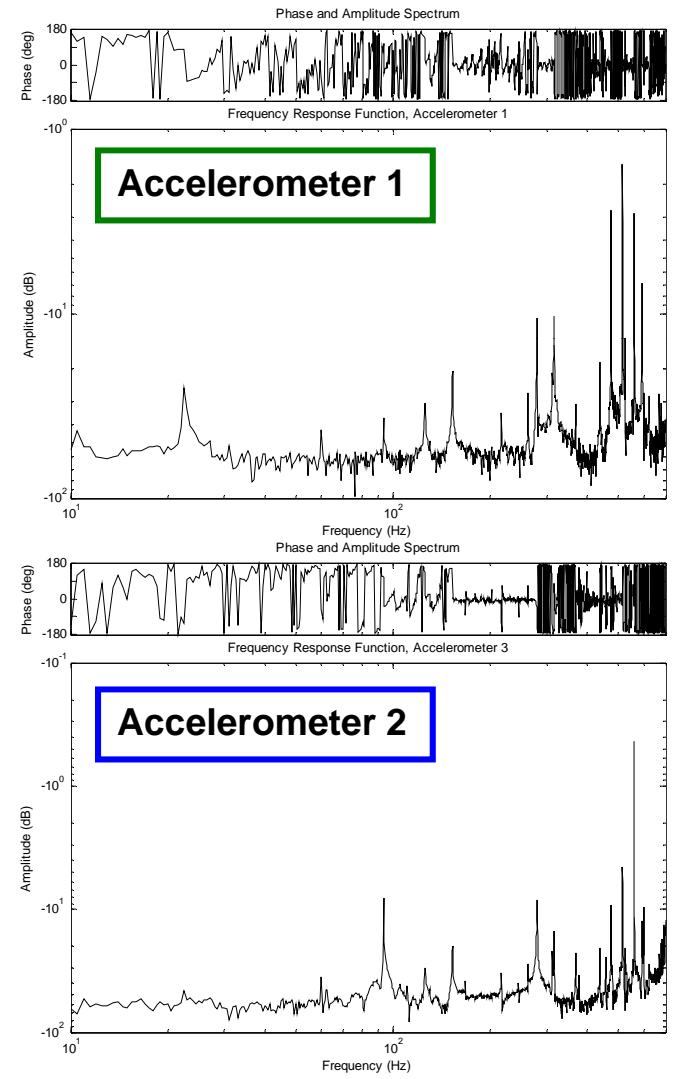 Phase and Amplitude Spectrum
180
0
-180
Phase (deg)
Frequency Response Function, Accelerometer 1
-10^0
Accelerometer 1
Amplitude (dB)
-10^1
-10^2
10^1
10^2
Frequency (Hz)
Phase and Amplitude Spectrum
180
0
-180
Phase (deg)
Frequency Response Function, Accelerometer 3
-10^-1
Accelerometer 2
-10^0
Amplitude (dB)
-10^1
-10^2
10^1
10^2
Frequency (Hz)